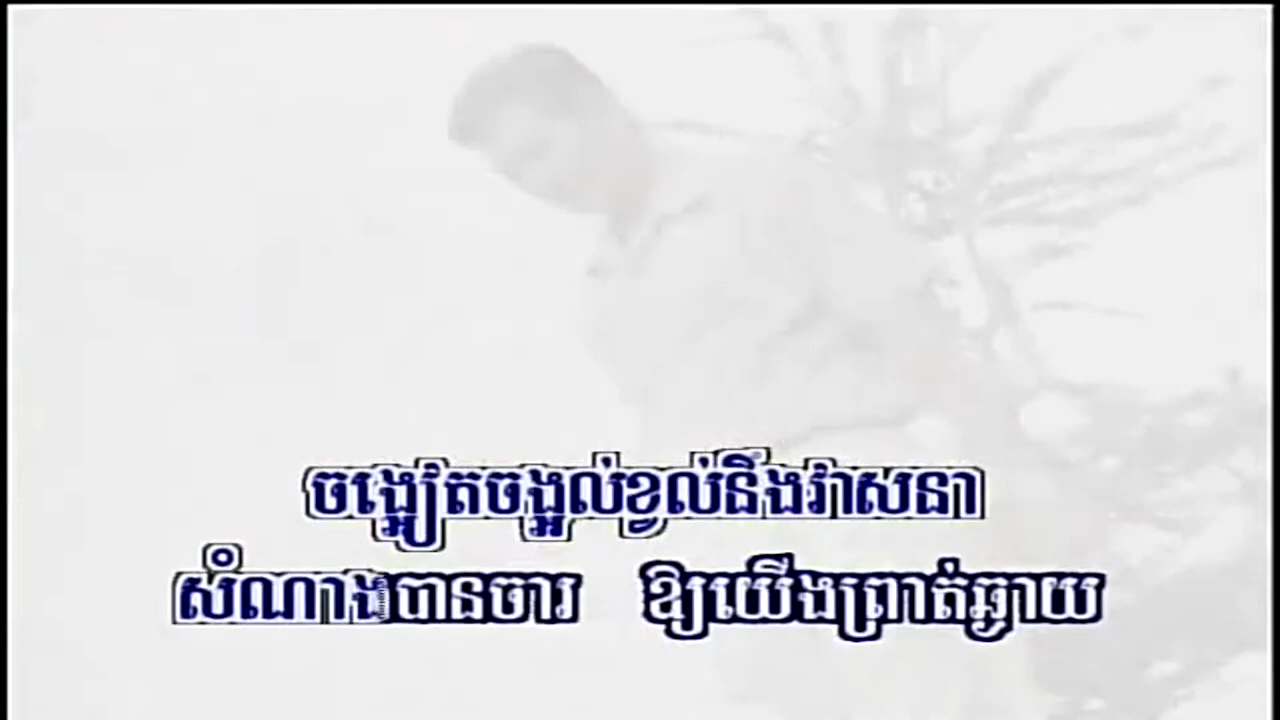 ចង្អៀតចង្អល់ខ្វល់នឹងវាសនា
សំណាងបានចារ ឱ្យយើងព្រាត់ឆ្ងាយ